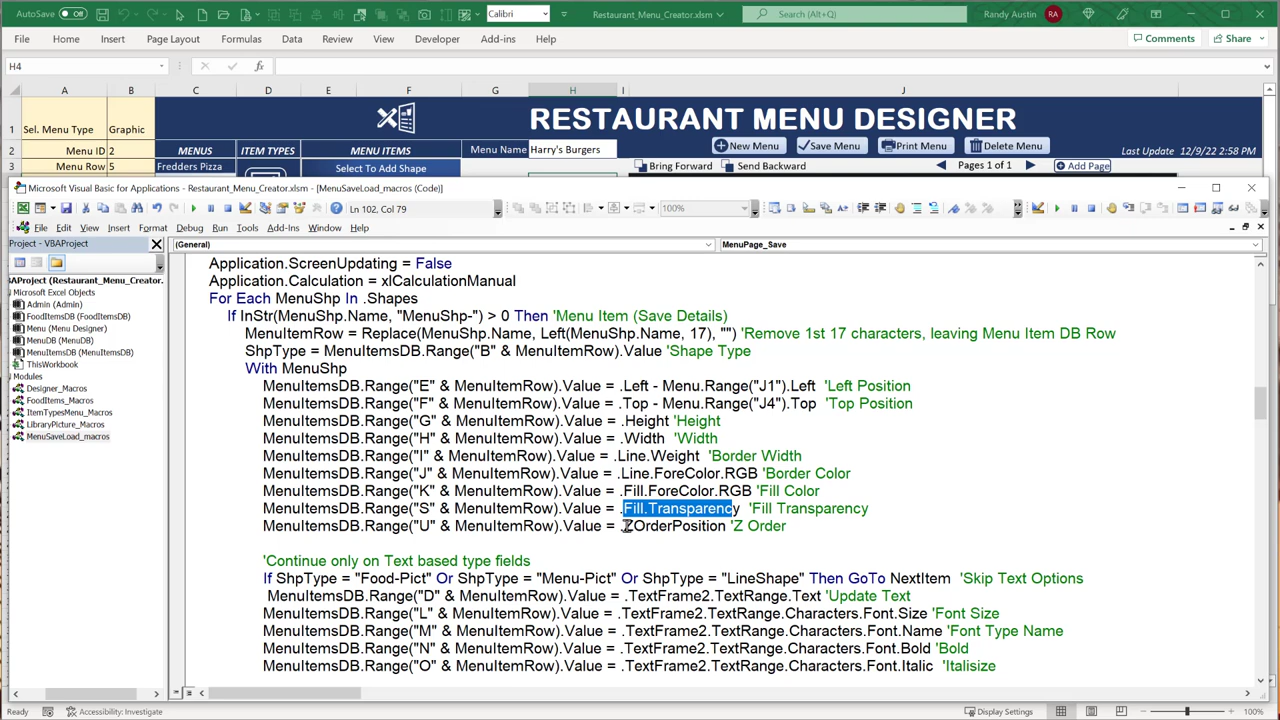 AutoSave Off
Calibri
Restaurant_Menu_Creator.xlsm
Search (Alt+Q)
Randy Austin
RA
File Home Insert Page Layout Formulas Data Review View Developer Add-ins Help
Comments
Share
H4
fx
A B C D E F G H I J
1 Sel. Menu Type Graphic
RESTAURANT MENU DESIGNER
2 Menu ID 2 MENUS ITEM TYPES MENU ITEMS Menu Name Harry's Burgers New Menu Save Menu Print Menu Delete Menu Last Update 12/9/22 2:58 PM
3 Menu Row 5 Fredders Pizza Select To Add Shape Bring Forward Send Backward Pages 1 of 1 Add Page
Microsoft Visual Basic for Applications - Restaurant_Menu_Creator.xlsm - [MenuSaveLoad_macros (Code)]
Ln 102, Col 79
100%
File Edit View Insert Format Debug Run Tools Add-Ins Window Help
Project - VBAProject
(General)
MenuPage_Save
BAProject (Restaurant_Menu_Creator.
Microsoft Excel Objects
Admin (Admin)
FoodItemsDB (FoodItemsDB)
Menu (Menu Designer)
MenuDB (MenuDB)
MenuItemsDB (MenuItemsDB)
ThisWorkbook
Modules
Designer_Macros
FoodItems_Macros
ItemTypesMenu_Macros
LibraryPicture_Macros
MenuSaveLoad_macros
Application.ScreenUpdating = False
Application.Calculation = xlCalculationManual
For Each MenuShp In .Shapes
If InStr(MenuShp.Name, "MenuShp-") > 0 Then 'Menu Item (Save Details)
MenuItemRow = Replace(MenuShp.Name, Left(MenuShp.Name, 17), "") 'Remove 1st 17 characters, leaving Menu Item DB Row
ShpType = MenuItemsDB.Range("B" & MenuItemRow).Value 'Shape Type
With MenuShp
MenuItemsDB.Range("E" & MenuItemRow).Value = .Left - Menu.Range("J1").Left 'Left Position
MenuItemsDB.Range("F" & MenuItemRow).Value = .Top - Menu.Range("J4").Top 'Top Position
MenuItemsDB.Range("G" & MenuItemRow).Value = .Height 'Height
MenuItemsDB.Range("H" & MenuItemRow).Value = .Width 'Width
MenuItemsDB.Range("I" & MenuItemRow).Value = .Line.Weight 'Border Width
MenuItemsDB.Range("J" & MenuItemRow).Value = .Line.ForeColor.RGB 'Border Color
MenuItemsDB.Range("K" & MenuItemRow).Value = .Fill.ForeColor.RGB 'Fill Color
MenuItemsDB.Range("S" & MenuItemRow).Value = .Fill.Transparency 'Fill Transparency
MenuItemsDB.Range("U" & MenuItemRow).Value = .ZOrderPosition 'Z Order
'Continue only on Text based type fields
If ShpType = "Food-Pict" Or ShpType = "Menu-Pict" Or ShpType = "LineShape" Then GoTo NextItem 'Skip Text Options
MenuItemsDB.Range("D" & MenuItemRow).Value = .TextFrame2.TextRange.Text 'Update Text
MenuItemsDB.Range("L" & MenuItemRow).Value = .TextFrame2.TextRange.Characters.Font.Size 'Font Size
MenuItemsDB.Range("M" & MenuItemRow).Value = .TextFrame2.TextRange.Characters.Font.Name 'Font Type Name
MenuItemsDB.Range("N" & MenuItemRow).Value = .TextFrame2.TextRange.Characters.Font.Bold 'Bold
MenuItemsDB.Range("O" & MenuItemRow).Value = .TextFrame2.TextRange.Characters.Font.Italic 'Italisize
Ready
Accessibility: Investigate
Display Settings
100%